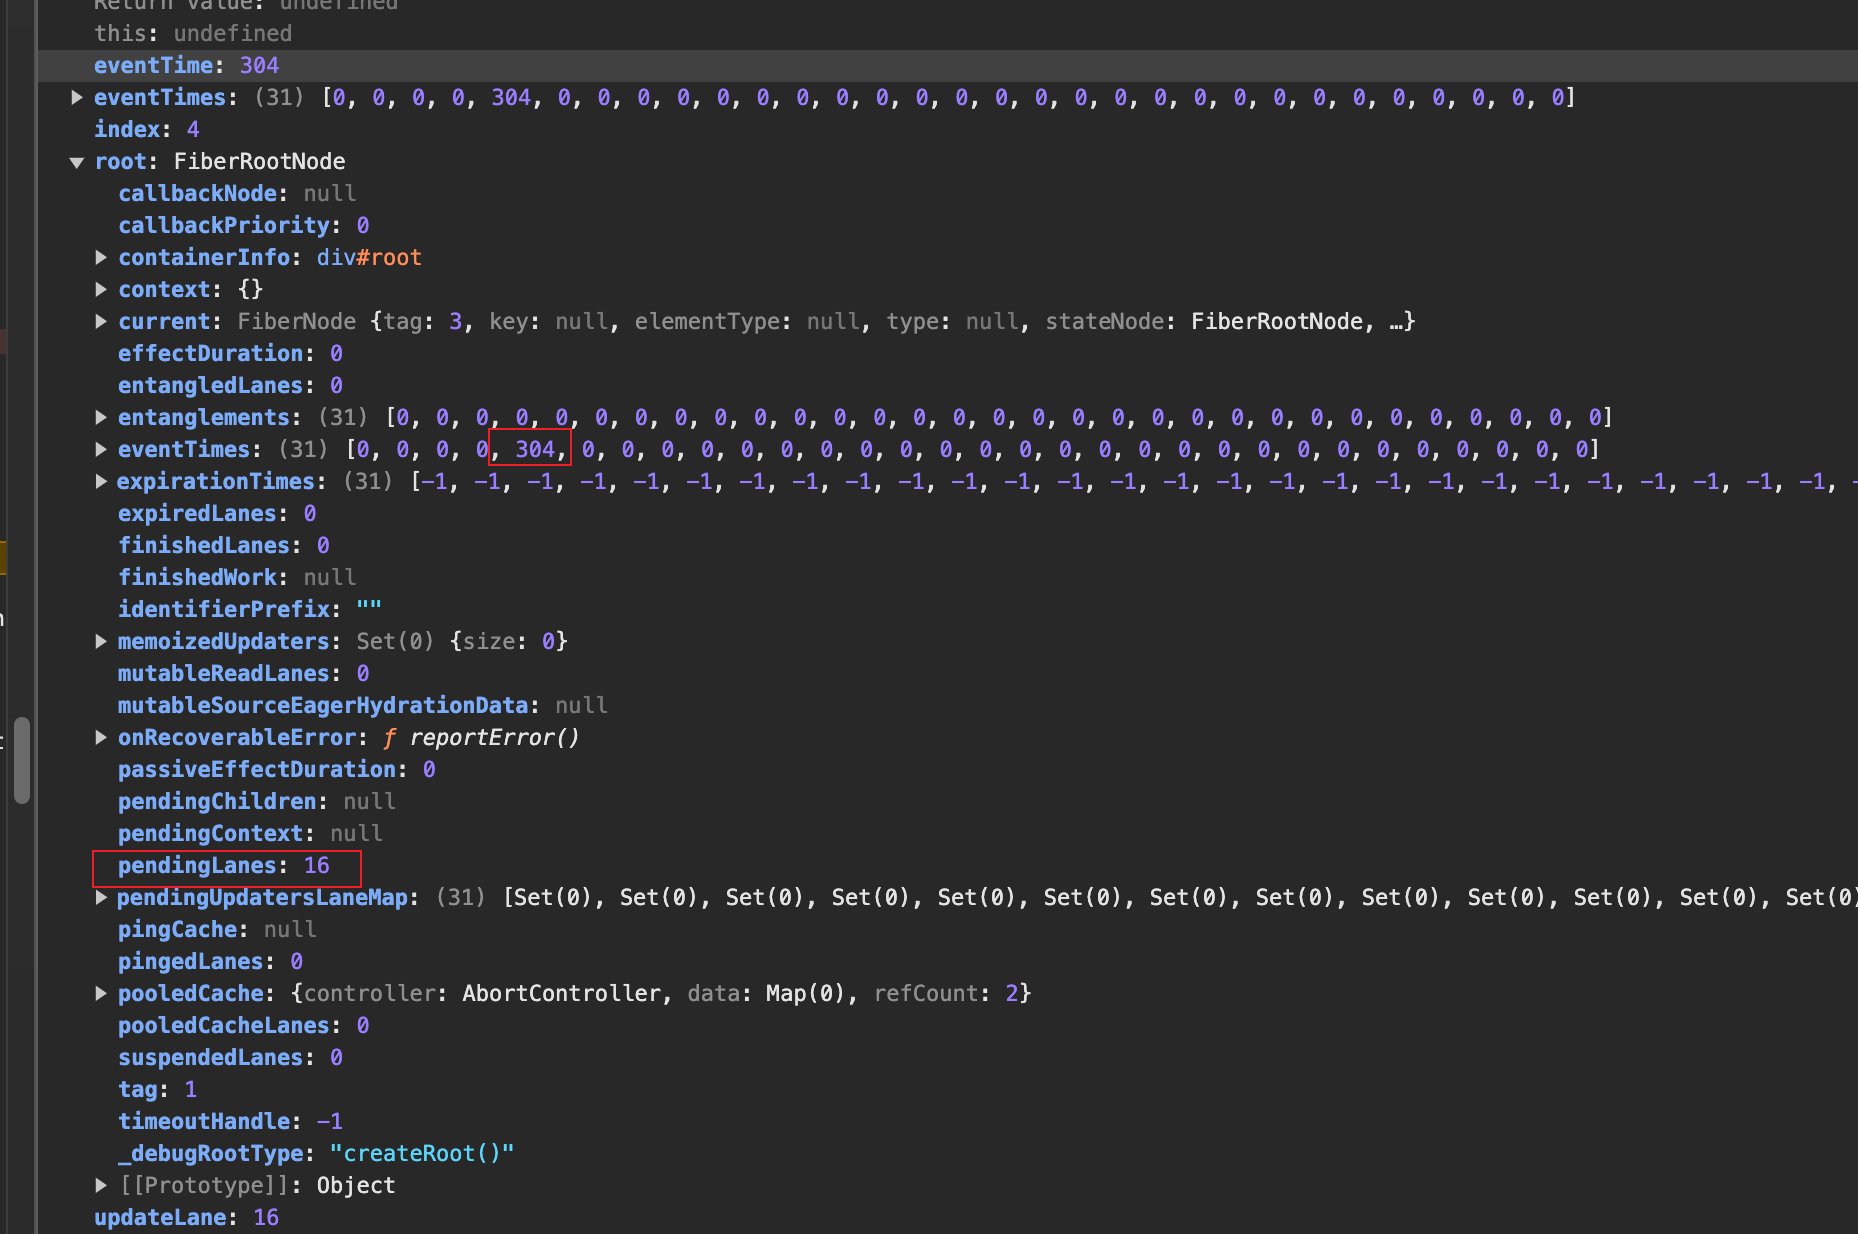 Return value: undefined
this: undefined
eventTime: 304
eventTimes: (31) [0, 0, 0, 0, 304, 0, 0, 0, 0, 0, 0, 0, 0, 0, 0, 0, 0, 0, 0, 0, 0, 0, 0, 0, 0, 0, 0, 0, 0, 0, 0]
index: 4
root: FiberRootNode
callbackNode: null
callbackPriority: 0
containerInfo: div#root
context: {}
current: FiberNode {tag: 3, key: null, elementType: null, type: null, stateNode: FiberRootNode, …}
effectDuration: 0
entangledLanes: 0
entanglements: (31) [0, 0, 0, 0, 0, 0, 0, 0, 0, 0, 0, 0, 0, 0, 0, 0, 0, 0, 0, 0, 0, 0, 0, 0, 0, 0, 0, 0, 0, 0, 0]
eventTimes: (31) [0, 0, 0, 0, 304, 0, 0, 0, 0, 0, 0, 0, 0, 0, 0, 0, 0, 0, 0, 0, 0, 0, 0, 0, 0, 0, 0, 0, 0, 0, 0]
expirationTimes: (31) [-1, -1, -1, -1, -1, -1, -1, -1, -1, -1, -1, -1, -1, -1, -1, -1, -1, -1, -1, -1, -1, -1, -1, -1, -1, -1, -1,
expiredLanes: 0
finishedLanes: 0
finishedWork: null
identifierPrefix: ""
memoizedUpdaters: Set(0) {size: 0}
mutableReadLanes: 0
mutableSourceEagerHydrationData: null
onRecoverableError: ƒ reportError()
passiveEffectDuration: 0
pendingChildren: null
pendingContext: null
pendingLanes: 16
pendingUpdatersLaneMap: (31) [Set(0), Set(0), Set(0), Set(0), Set(0), Set(0), Set(0), Set(0), Set(0), Set(0), Set(0), Set(0), Set(0)
pingCache: null
pingedLanes: 0
pooledCache: {controller: AbortController, data: Map(0), refCount: 2}
pooledCacheLanes: 0
suspendedLanes: 0
tag: 1
timeoutHandle: -1
_debugRootType: "createRoot()"
[[Prototype]]: Object
updateLane: 16